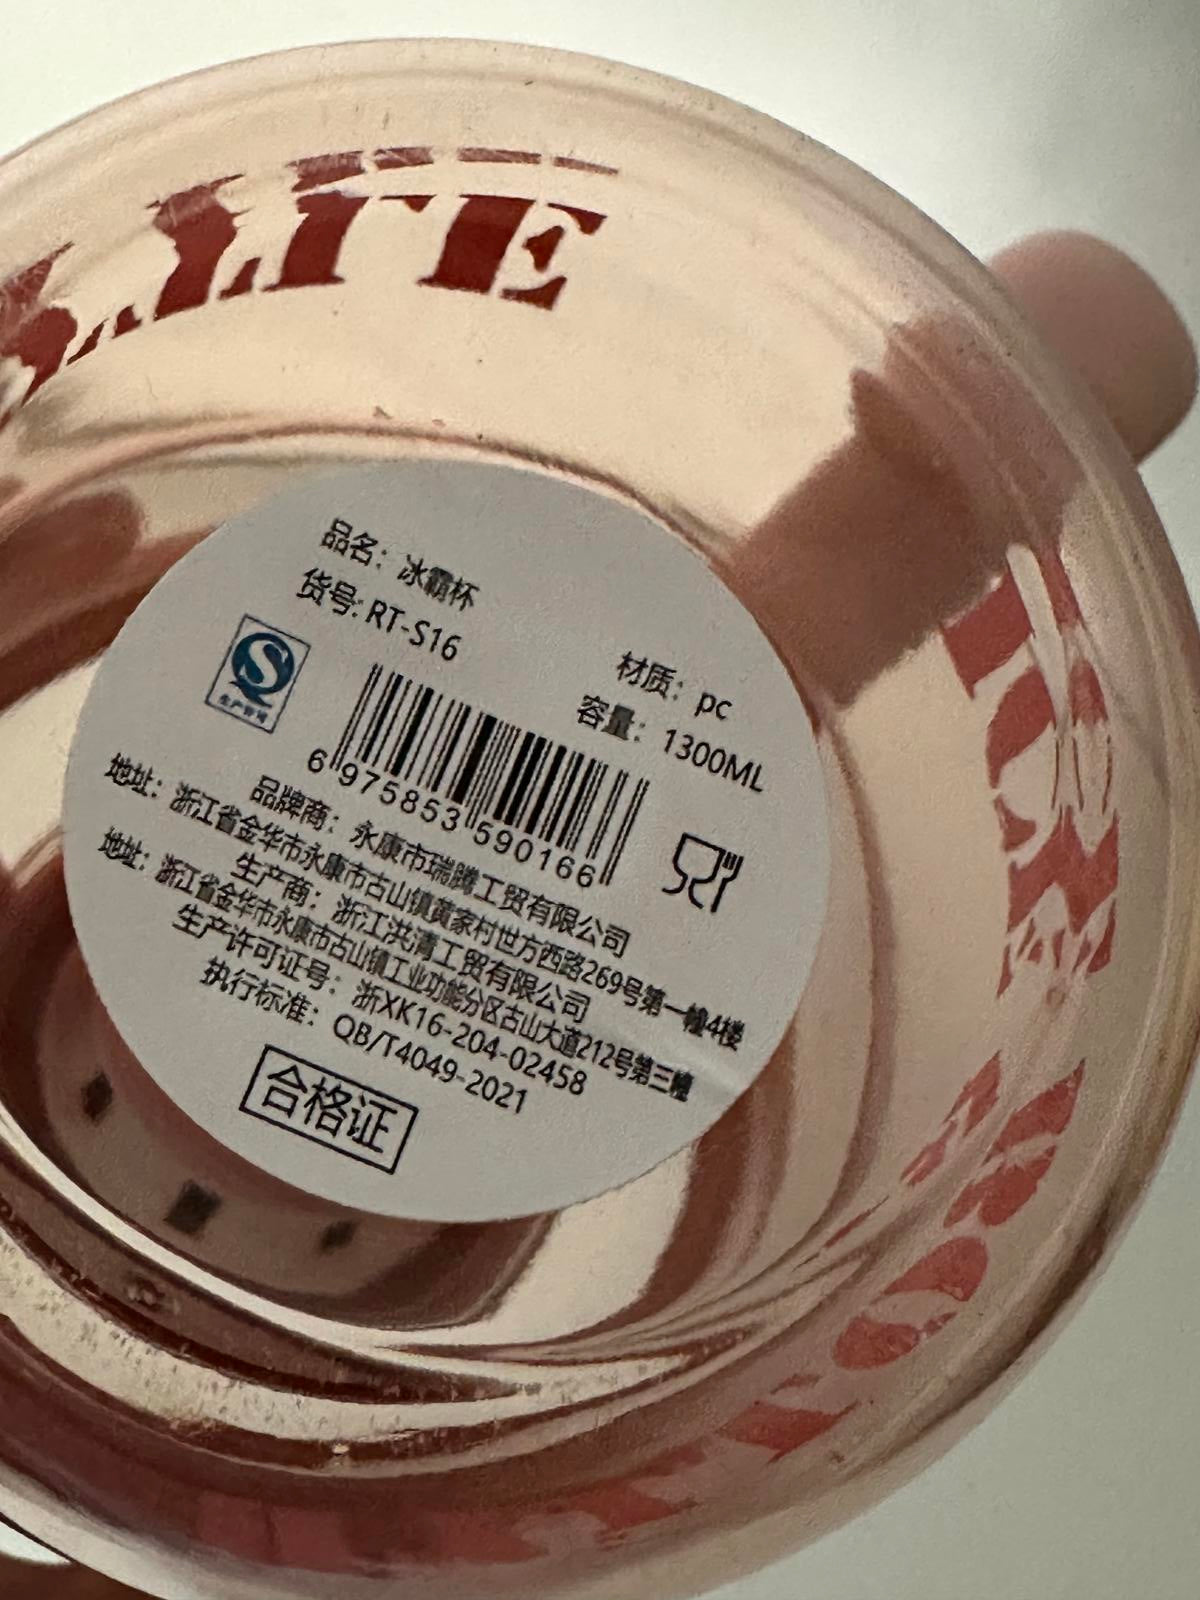 LIFE
品名：冰霸杯
货号: RT-S16
材质：pc
容量：1300ML
生产许可
6 975853 590166
品牌商：永康市瑞腾工贸有限公司
地址：浙江省金华市永康市古山镇黄家村世方西路269号第一幢4楼
生产商：浙江洪清工贸有限公司
地址：浙江省金华市永康市古山镇工业功能分区古山大道212号第三幢
生产许可证号：浙XK16-204-02458
执行标准：QB/T4049-2021
合格证